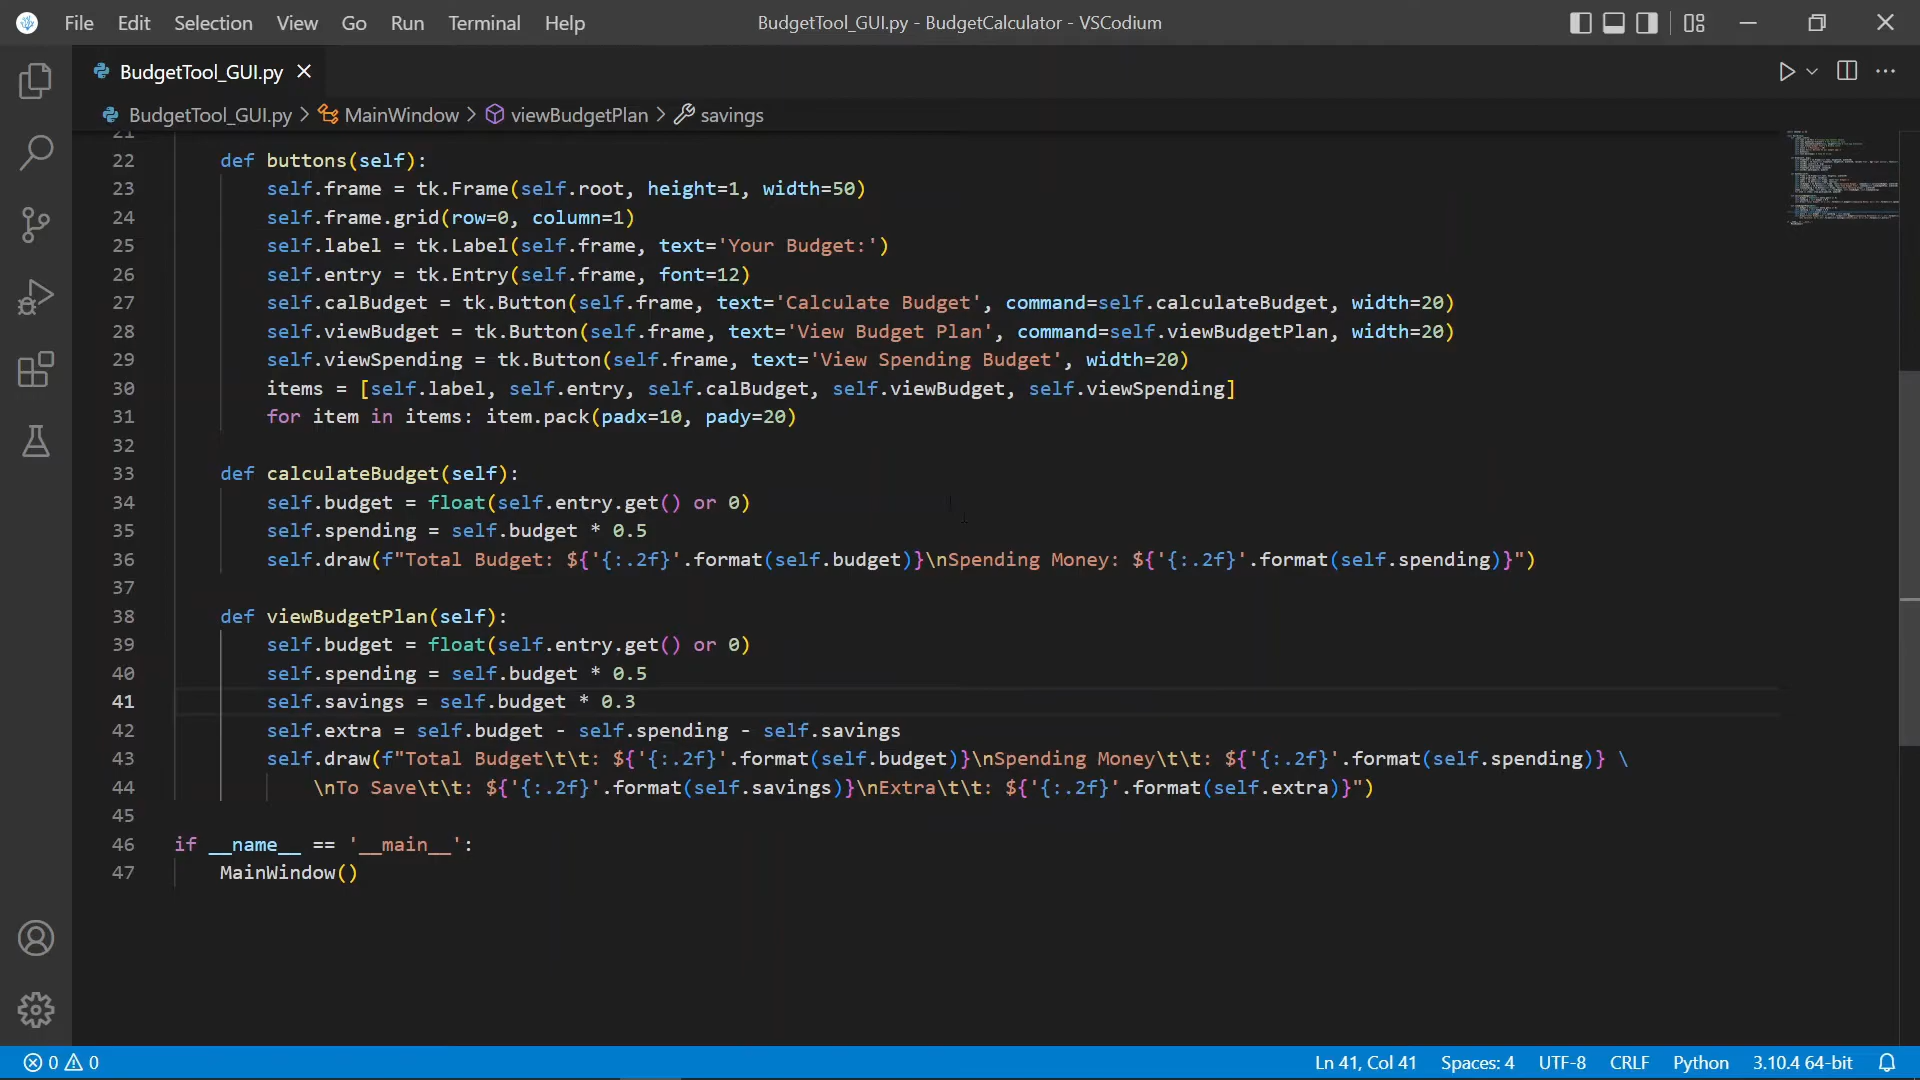 File Edit Selection View Go Run Terminal Help BudgetTool_GUI.py - BudgetCalculator - VSCodium
BudgetTool_GUI.py
BudgetTool_GUI.py > MainWindow > viewBudgetPlan > savings
21
22 def buttons(self):
23 self.frame = tk.Frame(self.root, height=1, width=50)
24 self.frame.grid(row=0, column=1)
25 self.label = tk.Label(self.frame, text='Your Budget:')
26 self.entry = tk.Entry(self.frame, font=12)
27 self.calBudget = tk.Button(self.frame, text='Calculate Budget', command=self.calculateBudget, width=20)
28 self.viewBudget = tk.Button(self.frame, text='View Budget Plan', command=self.viewBudgetPlan, width=20)
29 self.viewSpending = tk.Button(self.frame, text='View Spending Budget', width=20)
30 items = [self.label, self.entry, self.calBudget, self.viewBudget, self.viewSpending]
31 for item in items: item.pack(padx=10, pady=20)
32
33 def calculateBudget(self):
34 self.budget = float(self.entry.get() or 0)
35 self.spending = self.budget * 0.5
36 self.draw(f"Total Budget: ${'{:.2f}'.format(self.budget)}\nSpending Money: ${'{:.2f}'.format(self.spending)}")
37
38 def viewBudgetPlan(self):
39 self.budget = float(self.entry.get() or 0)
40 self.spending = self.budget * 0.5
41 self.savings = self.budget * 0.3
42 self.extra = self.budget - self.spending - self.savings
43 self.draw(f"Total Budget\t\t: ${'{:.2f}'.format(self.budget)}\nSpending Money\t\t: ${'{:.2f}'.format(self.spending)} \
44 \nTo Save\t\t: ${'{:.2f}'.format(self.savings)}\nExtra\t\t: ${'{:.2f}'.format(self.extra)}")
45
46 if __name__ == '__main__':
47 MainWindow()
0 0 Ln 41, Col 41 Spaces: 4 UTF-8 CRLF Python 3.10.4 64-bit